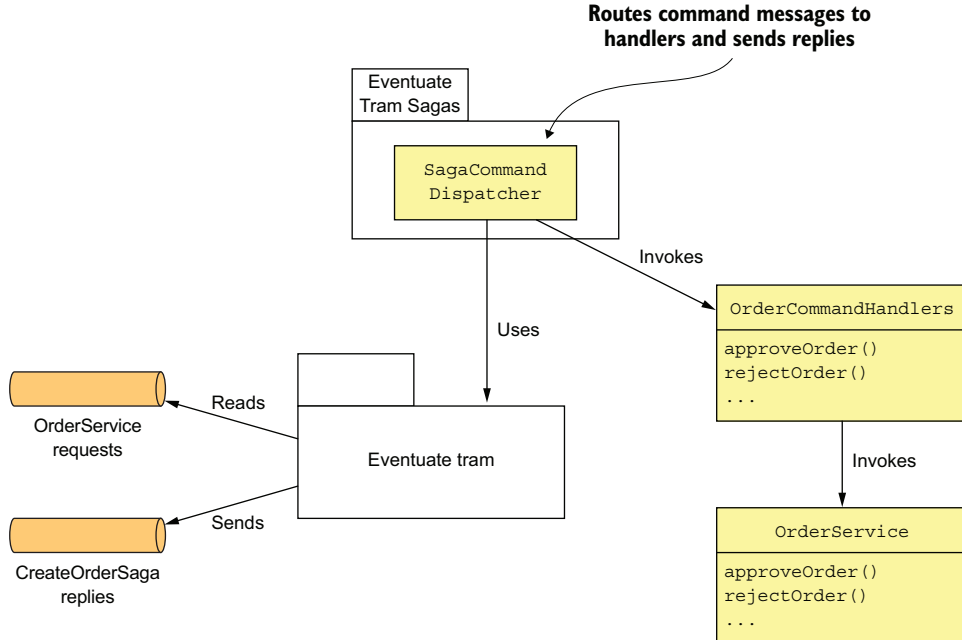 Routes command messages to
handlers and sends replies
Eventuate
Tram Sagas
SagaCommand
Dispatcher
Invokes
Uses
OrderCommandHandlers
approveOrder()
rejectOrder()
...
Reads
OrderService
requests
Eventuate tram
Invokes
Sends
CreateOrderSaga
replies
OrderService
approveOrder()
rejectOrder()
...